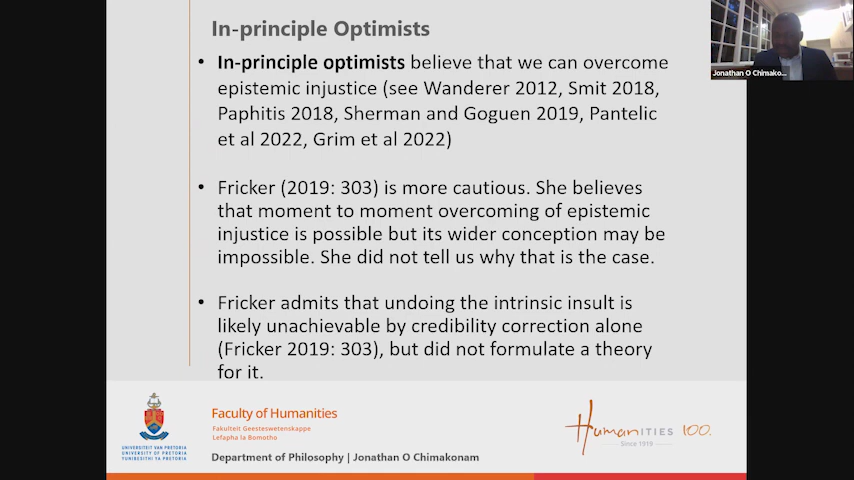 In-principle Optimists
• In-principle optimists believe that we can overcome
epistemic injustice (see Wanderer 2012, Smit 2018,
Paphitis 2018, Sherman and Goguen 2019, Pantelic
et al 2022, Grim et al 2022)
• Fricker (2019: 303) is more cautious. She believes
that moment to moment overcoming of epistemic
injustice is possible but its wider conception may be
impossible. She did not tell us why that is the case.
• Fricker admits that undoing the intrinsic insult is
likely unachievable by credibility correction alone
(Fricker 2019: 303), but did not formulate a theory
for it.
Jonathan O Chimako...
UNIVERSITEIT VAN PRETORIA
UNIVERSITY OF PRETORIA
YUNIBESITHI YA PRETORIA
Faculty of Humanities
Fakulteit Geesteswetenskappe
Lefapha la Bomotho
Humanities 100.
Since 1919
Department of Philosophy | Jonathan O Chimakonam